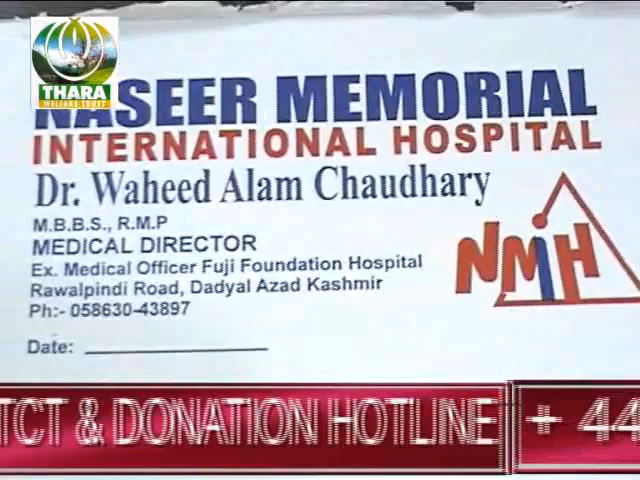 THARA
WELFARE TRUST
NASEER MEMORIAL
INTERNATIONAL HOSPITAL
Dr. Waheed Alam Chaudhary
M.B.B.S., R.M.P
MEDICAL DIRECTOR
Ex. Medical Officer Fuji Foundation Hospital
Rawalpindi Road, Dadyal Azad Kashmir
Ph:- 058630-43897
NMiH
Date:
TCT & DONATION HOTLINE
+ 44